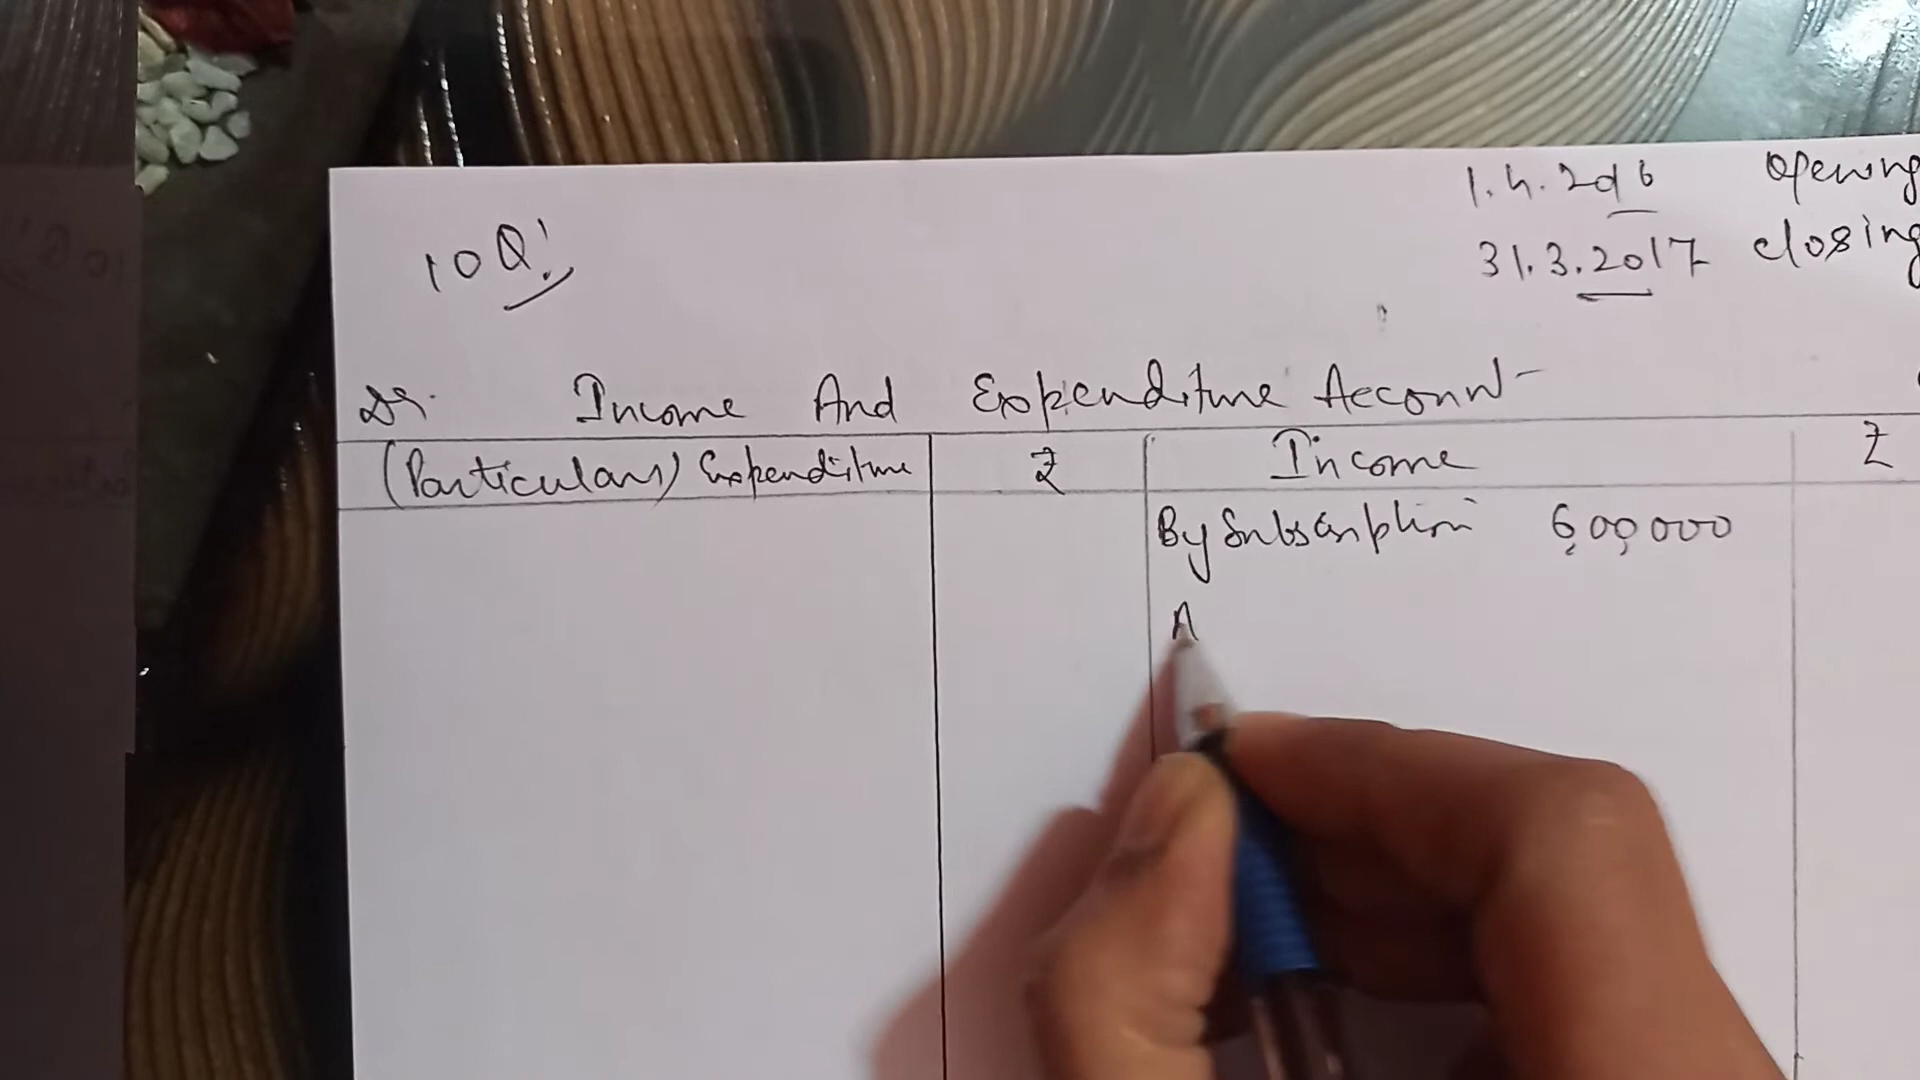 1.4.2016 Opening
10Q! 31.3.2017 closing
Dr. Income And Expenditure Account
(Particulars) Expenditure ₹ Income ₹
By Subscription 6,00,000
A